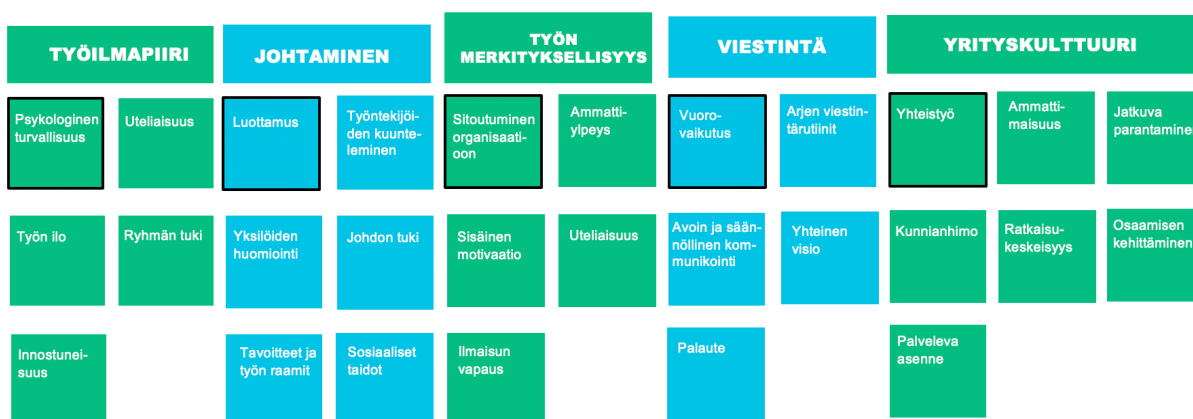 TYÖILMAPIIRI
JOHTAMINEN
TYÖN
MERKITYKSELLISYYS
VIESTINTÄ
YRITYSKULTTUURI
Psykologinen
turvallisuus
Uteliaisuus
Luottamus
Työntekijöi-
den kuunte-
leminen
Sitoutuminen
organisaati-
oon
Ammatti-
ylpeys
Vuoro-
vaikutus
Arjen viestin-
tärutiinit
Yhteistyö
Ammatti-
maisuus
Jatkuva
parantamine
Työn ilo
Ryhmän tuki
Yksilöiden
huomiointi
Johdon tuki
Sisäinen
motivaatio
Uteliaisuus
Avoin ja sään-
nöllinen kom-
munikointi
Yhteinen
visio
Kunnianhimo
Ratkaisu-
keskeisyys
Osaamisen
kehittäminen
Innostunei-
suus
Tavoitteet ja
työn raamit
Sosiaaliset
taidot
Ilmaisun
vapaus
Palaute
Palveleva
asenne